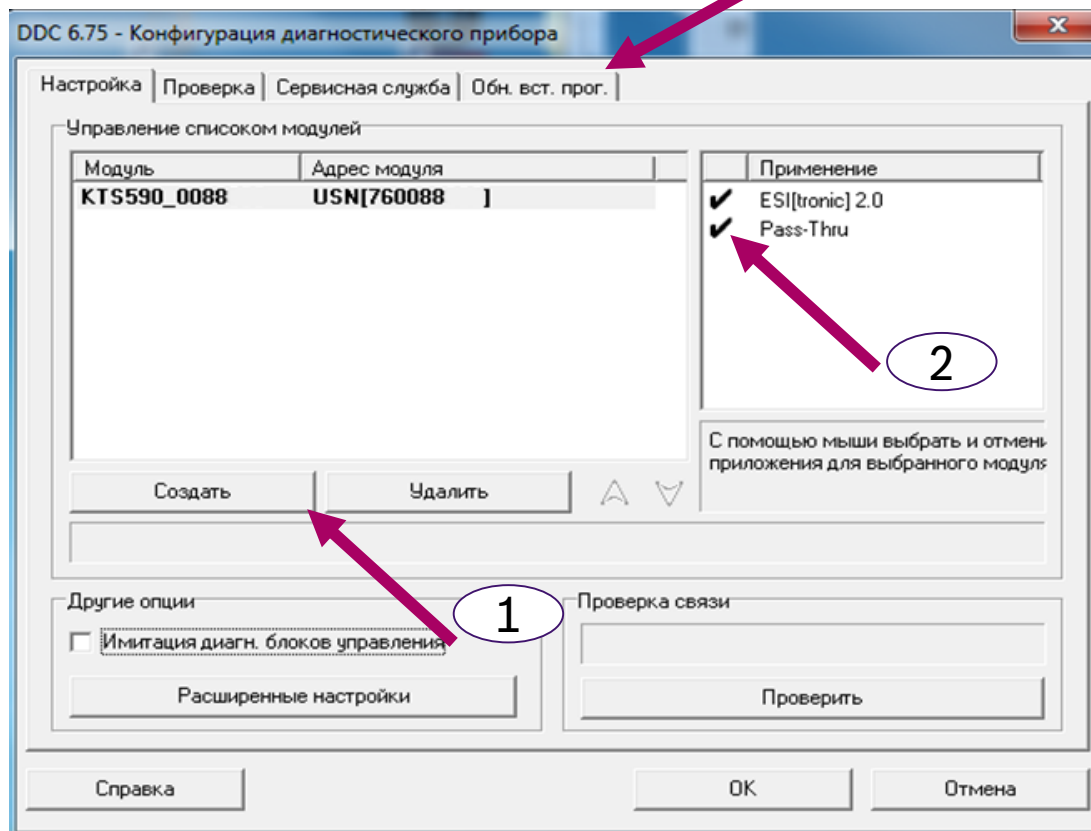 DDC 6.75 - Конфигурация диагностического прибора
Настройка Проверка Сервисная служба Обн. вст. прог.
Управление списоком модулей
Модуль Адрес модуля Применение
KTS590_0088 USN[760088 ] ESI[tronic] 2.0
Pass-Thru
2
С помощью мыши выбрать и отмени
приложения для выбранного модуля
Создать Удалить
1
Другие опции Проверка связи
Имитация диагн. блоков управления
Расширенные настройки Проверить
Справка OK Отмена